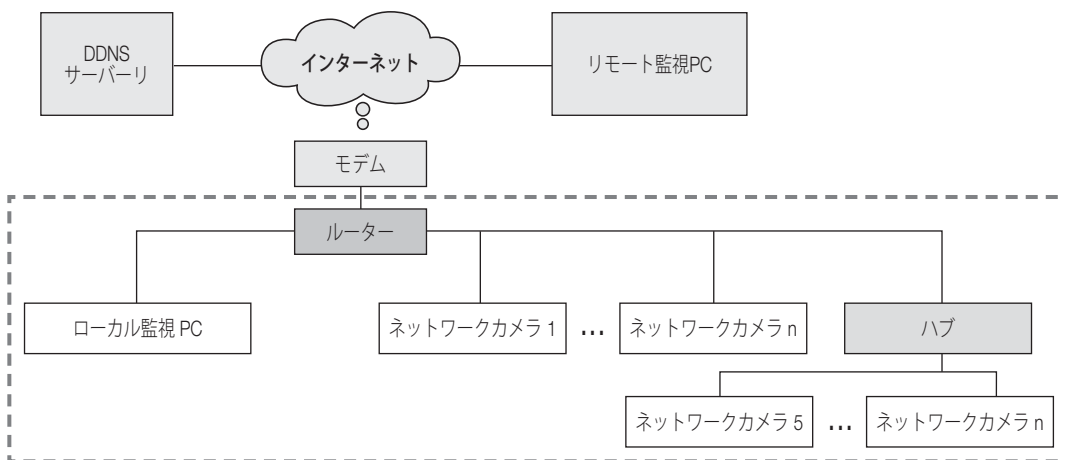 DDNS
サーバーリ
インターネット
リモート監視PC
モデム
ルーター
ローカル監視 PC
ネットワークカメラ 1
...
ネットワークカメラ n
ハブ
ネットワークカメラ 5
...
ネットワークカメラ n